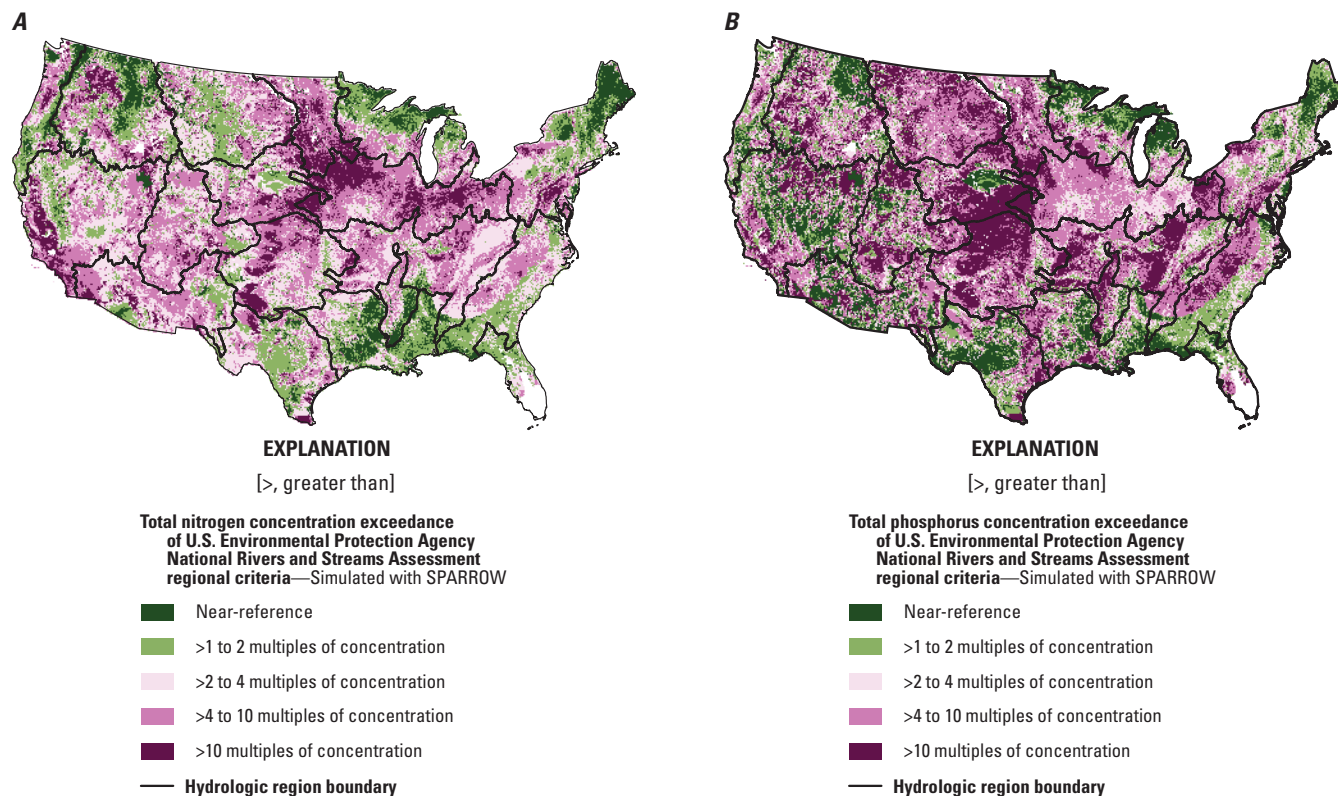 A
EXPLANATION
[>, greater than]
Total nitrogen concentration exceedance
of U.S. Environmental Protection Agency
National Rivers and Streams Assessment
regional criteria—Simulated with SPARROW
Near-reference
>1 to 2 multiples of concentration
>2 to 4 multiples of concentration
>4 to 10 multiples of concentration
>10 multiples of concentration
Hydrologic region boundary
B
EXPLANATION
[>, greater than]
Total phosphorus concentration exceedance
of U.S. Environmental Protection Agency
National Rivers and Streams Assessment
regional criteria—Simulated with SPARROW
Near-reference
>1 to 2 multiples of concentration
>2 to 4 multiples of concentration
>4 to 10 multiples of concentration
>10 multiples of concentration
Hydrologic region boundary